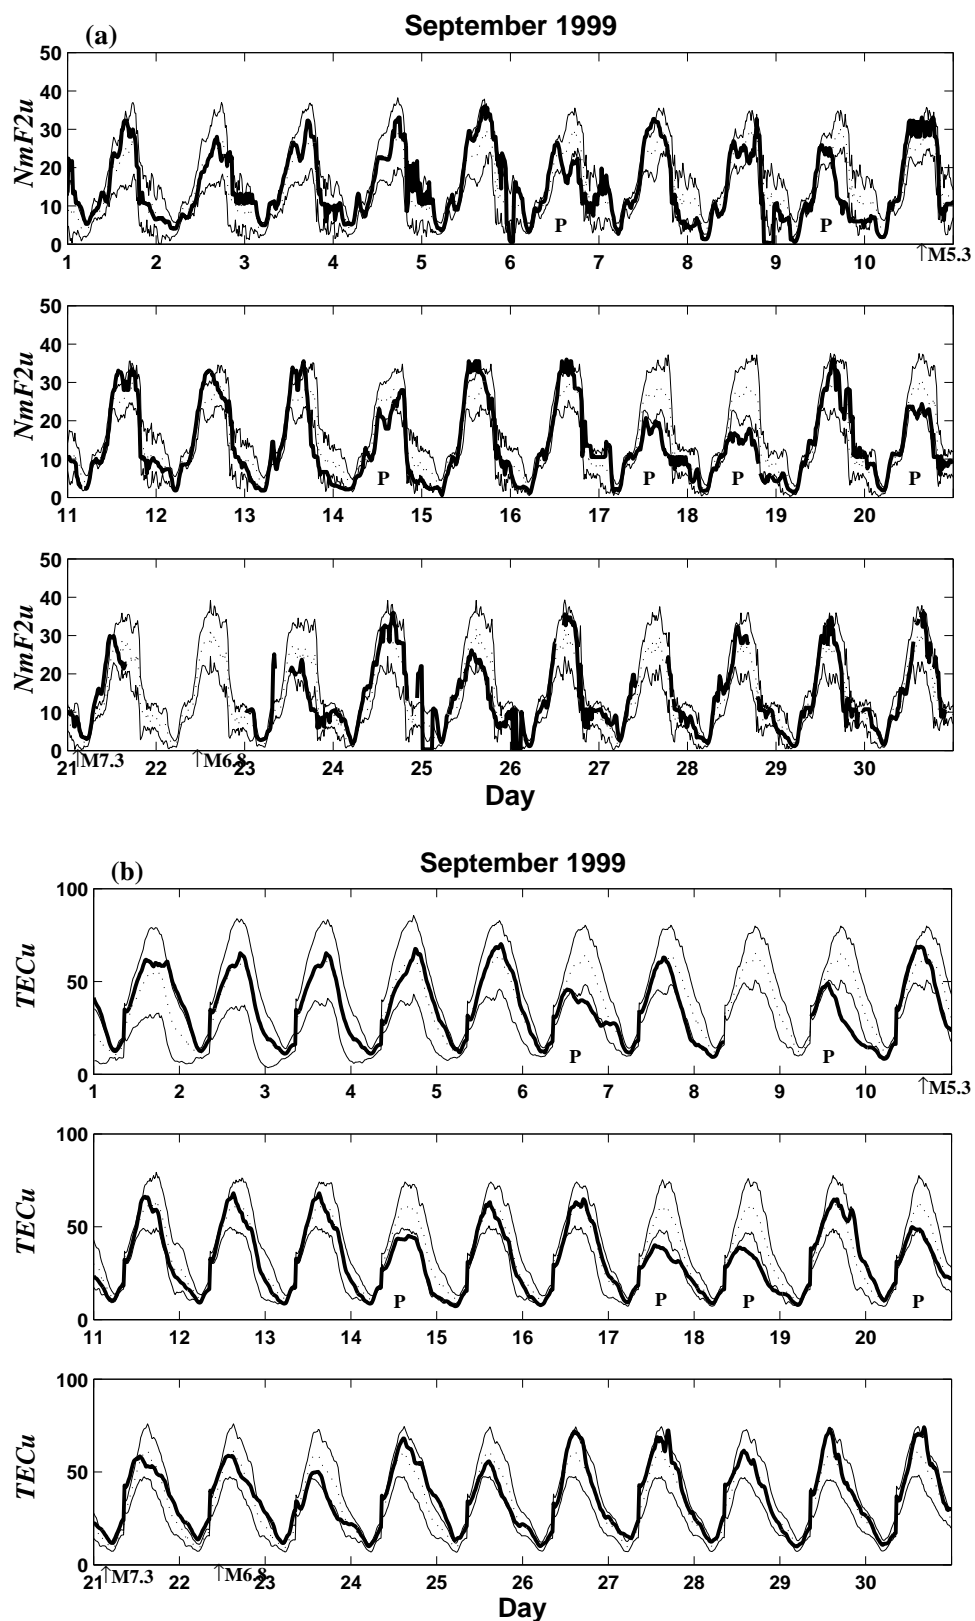 (a) September 1999
NmF2u
50
40
30
20
10
0
P P
1 2 3 4 5 6 7 8 9 10
↑M5.3
NmF2u
50
40
30
20
10
0
P P P P
11 12 13 14 15 16 17 18 19 20
NmF2u
50
40
30
20
10
0
21 22 23 24 25 26 27 28 29 30
↑M7.3 ↑M6.8
Day
(b) September 1999
TECu
100
50
0
P P
1 2 3 4 5 6 7 8 9 10
↑M5.3
TECu
100
50
0
P P P P
11 12 13 14 15 16 17 18 19 20
TECu
100
50
0
21 22 23 24 25 26 27 28 29 30
↑M7.3 ↑M6.8
Day